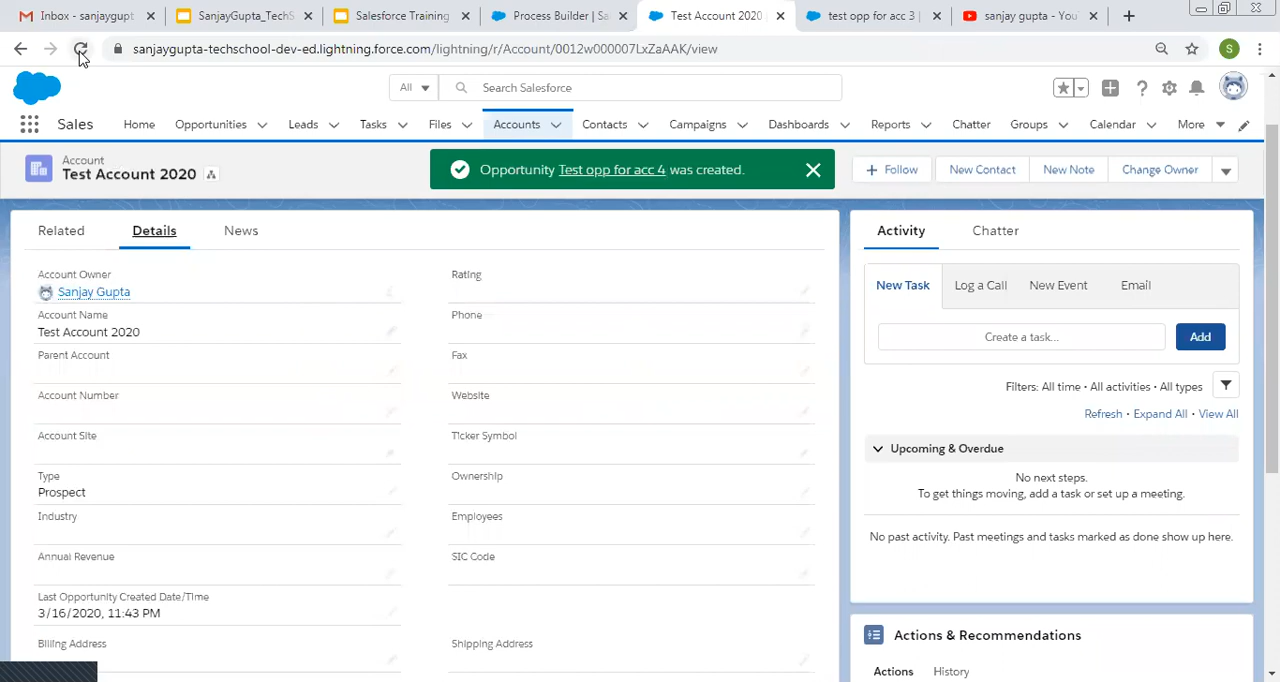 Inbox - sanjaygupt
SanjayGupta_TechS
Salesforce Training
Process Builder | Sa
Test Account 2020
test opp for acc 3 |
sanjay gupta - You
sanjaygupta-techschool-dev-ed.lightning.force.com/lightning/r/Account/0012w000007LxZaAAK/view
S
All
Search Salesforce
Sales
Home
Opportunities
Leads
Tasks
Files
Accounts
Contacts
Campaigns
Dashboards
Reports
Chatter
Groups
Calendar
More
Account
Test Account 2020
Opportunity Test opp for acc 4 was created.
Follow
New Contact
New Note
Change Owner
Related
Details
News
Account Owner
Sanjay Gupta
Account Name
Test Account 2020
Parent Account
Account Number
Account Site
Type
Prospect
Industry
Annual Revenue
Last Opportunity Created Date/Time
3/16/2020, 11:43 PM
Billing Address
Rating
Phone
Fax
Website
Ticker Symbol
Ownership
Employees
SIC Code
Shipping Address
Activity
Chatter
New Task
Log a Call
New Event
Email
Create a task...
Add
Filters: All time • All activities • All types
Refresh • Expand All • View All
Upcoming & Overdue
No next steps.
To get things moving, add a task or set up a meeting.
No past activity. Past meetings and tasks marked as done show up here.
Actions & Recommendations
Actions
History